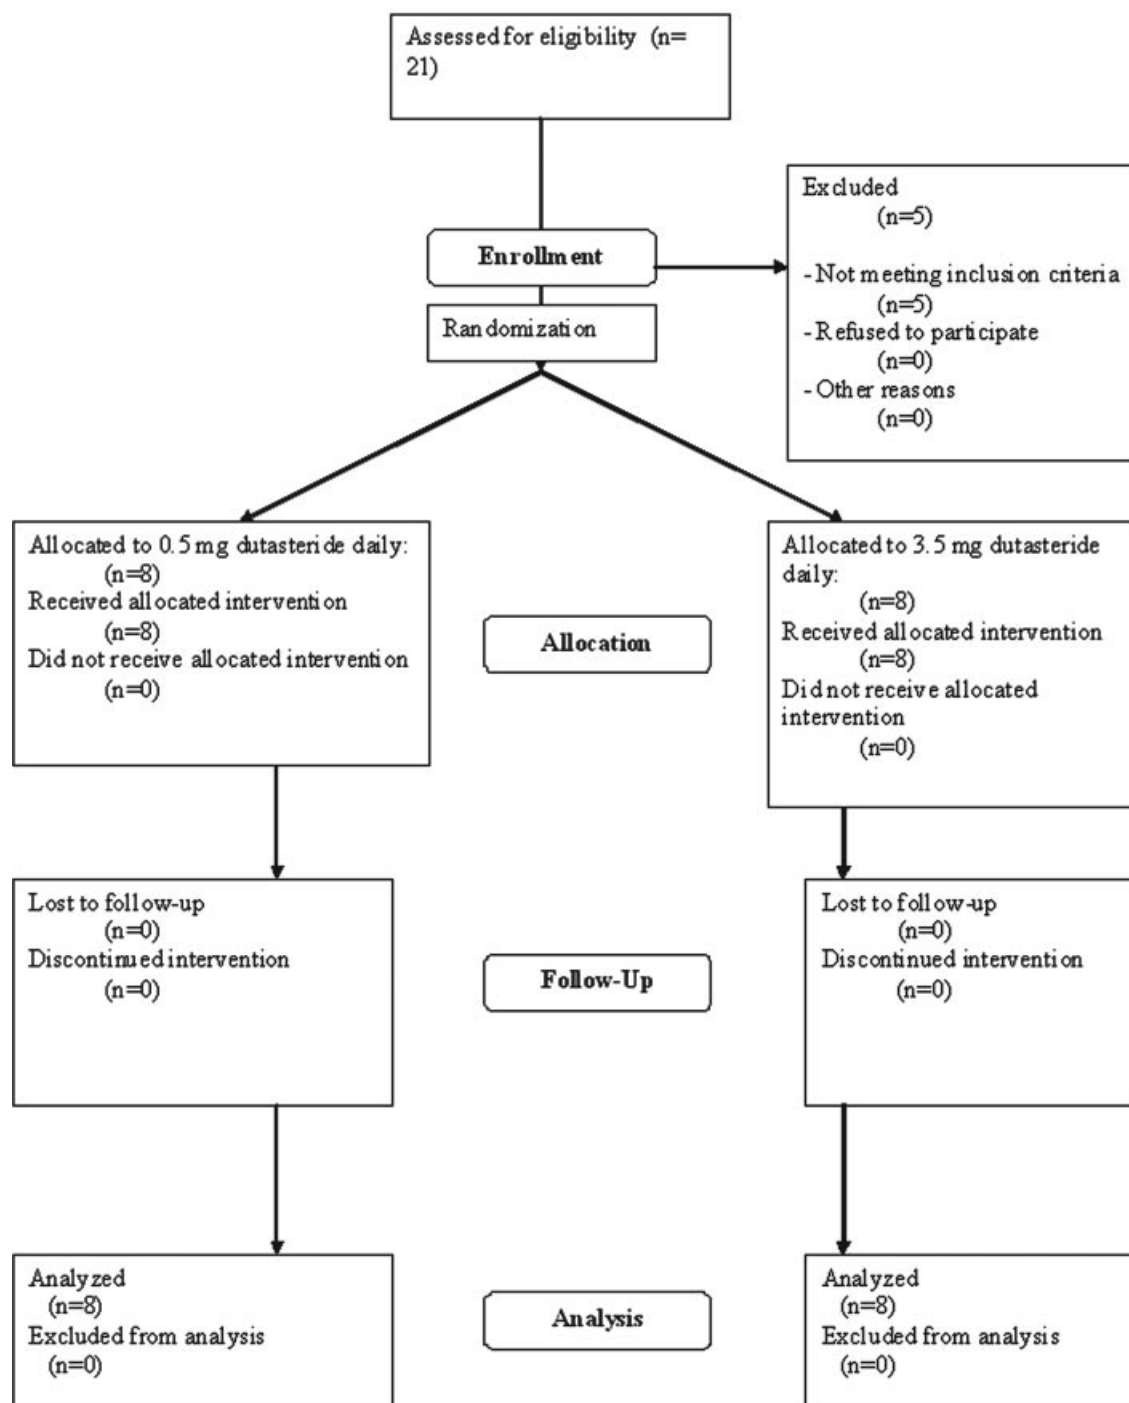 Assessed for eligibility (n=
21)
Excluded
(n=5)
- Not meeting inclusion criteria
(n=5)
- Refused to participate
(n=0)
- Other reasons
(n=0)
Enrollment
Randomization
Allocated to 0.5 mg dutasteride daily:
(n=8)
Received allocated intervention
(n=8)
Did not receive allocated intervention
(n=0)
Allocation
Allocated to 3.5 mg dutasteride
daily:
(n=8)
Received allocated intervention
(n=8)
Did not receive allocated
intervention
(n=0)
Lost to follow-up
(n=0)
Discontinued intervention
(n=0)
Follow-Up
Lost to follow-up
(n=0)
Discontinued intervention
(n=0)
Analyzed
(n=8)
Excluded from analysis
(n=0)
Analysis
Analyzed
(n=8)
Excluded from analysis
(n=0)